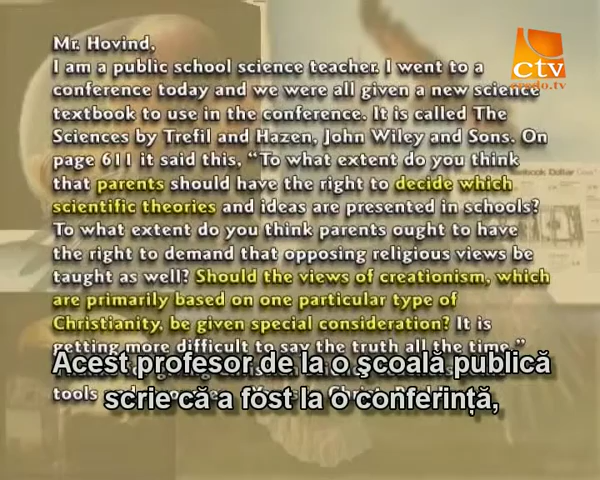 Mr. Hovind,
I am a public school science teacher. I went to a
conference today and we were all given a new science
textbook to use in the conference. It is called The
Sciences by Trefil and Hazen, John Wiley and Sons. On
page 611 it said this, "To what extent do you think
that parents should have the right to decide which
scientific theories and ideas are presented in schools?
To what extent do you think parents ought to have
the right to demand that opposing religious views be
taught as well? Should the views of creationism, which
are primarily based on one particular type of
Christianity, be given special consideration? It is
getting more difficult to say the truth all the time."
Acest profesor de la o şcoală publică
scrie că a fost la o conferinţă,
tools
ctv
credo.tv